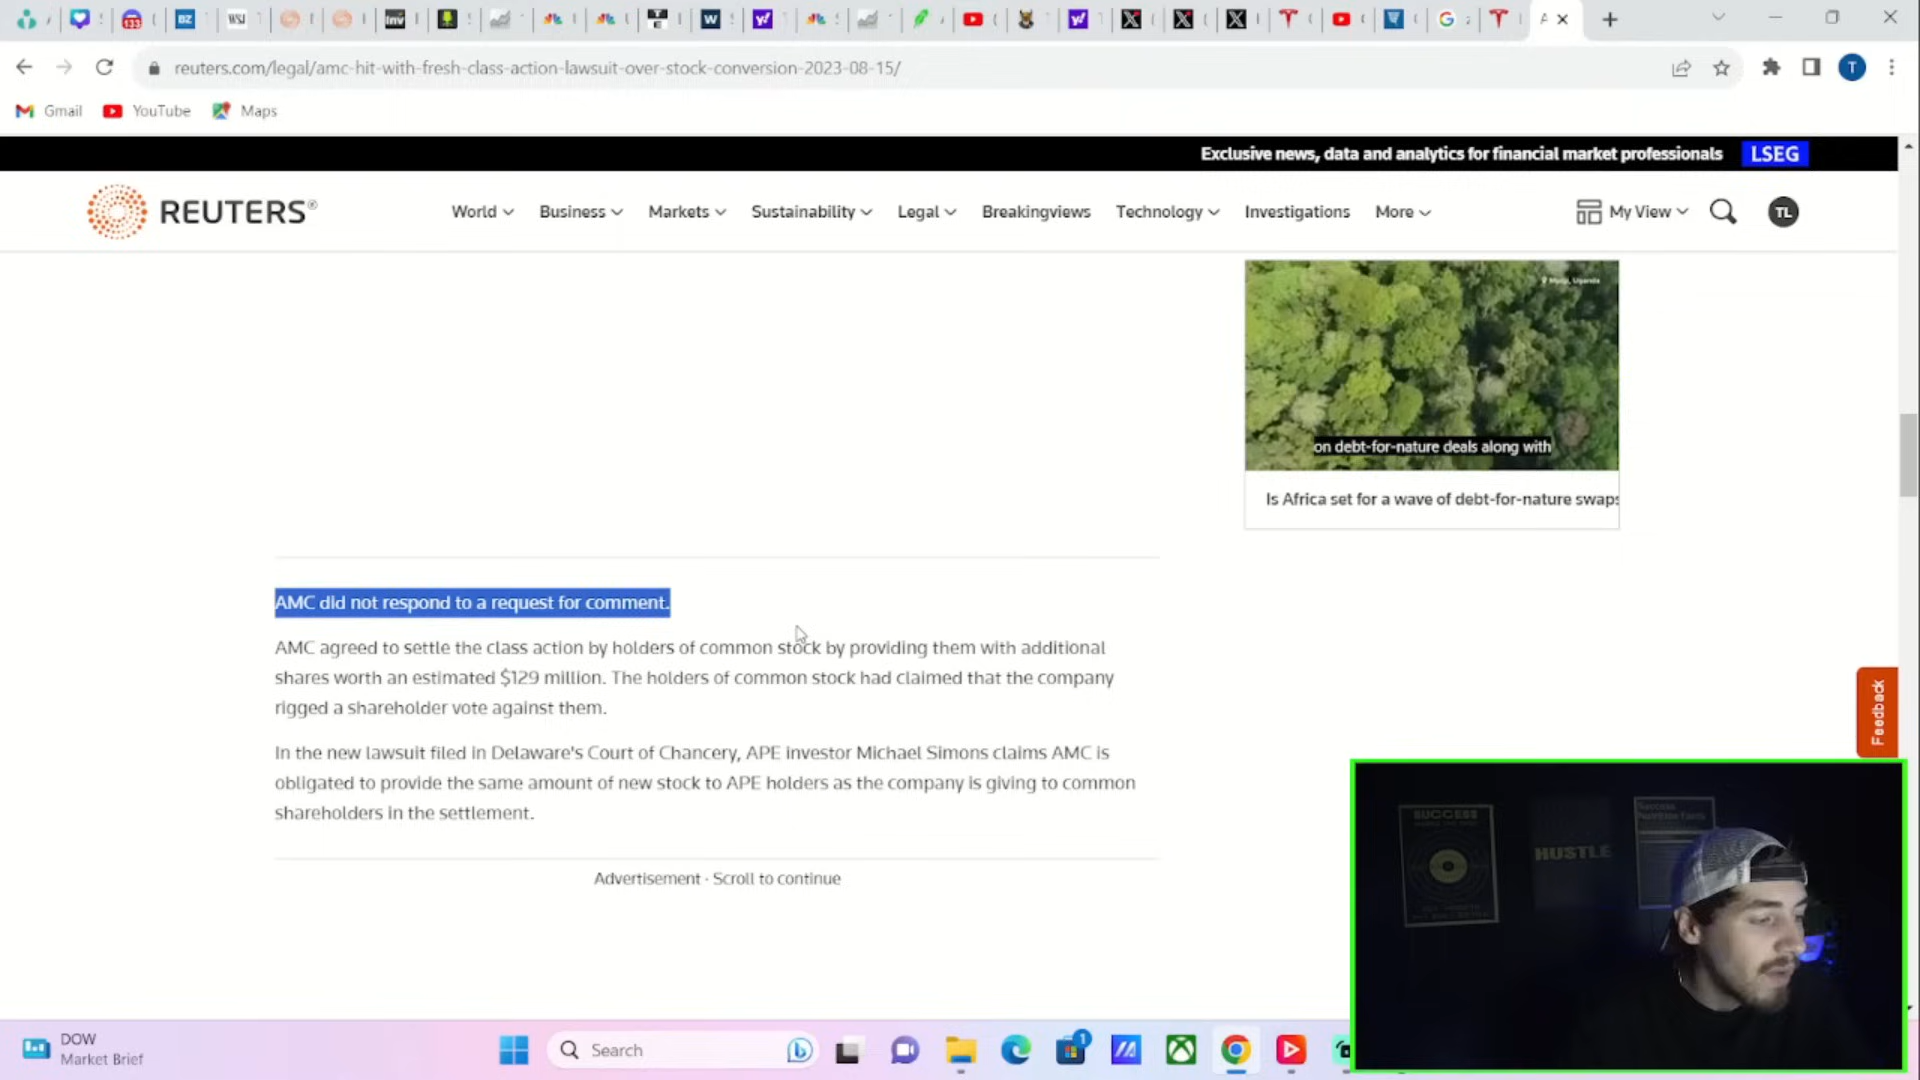 reuters.com/legal/amc-hit-with-fresh-class-action-lawsuit-over-stock-conversion-2023-08-15/
T
Gmail
YouTube
Maps
Exclusive news, data and analytics for financial market professionals LSEG
REUTERS®
World Business Markets Sustainability Legal Breakingviews Technology Investigations More
My View
TL
on debt-for-nature deals along with
Is Africa set for a wave of debt-for-nature swaps
AMC did not respond to a request for comment.
AMC agreed to settle the class action by holders of common stock by providing them with additional
shares worth an estimated $129 million. The holders of common stock had claimed that the company
rigged a shareholder vote against them.
In the new lawsuit filed in Delaware's Court of Chancery, APE investor Michael Simons claims AMC is
obligated to provide the same amount of new stock to APE holders as the company is giving to common
shareholders in the settlement.
Advertisement · Scroll to continue
Feedback
SUCCESS
HUSTLE
Success
Nutrition Facts
DOW
Market Brief
Search
1